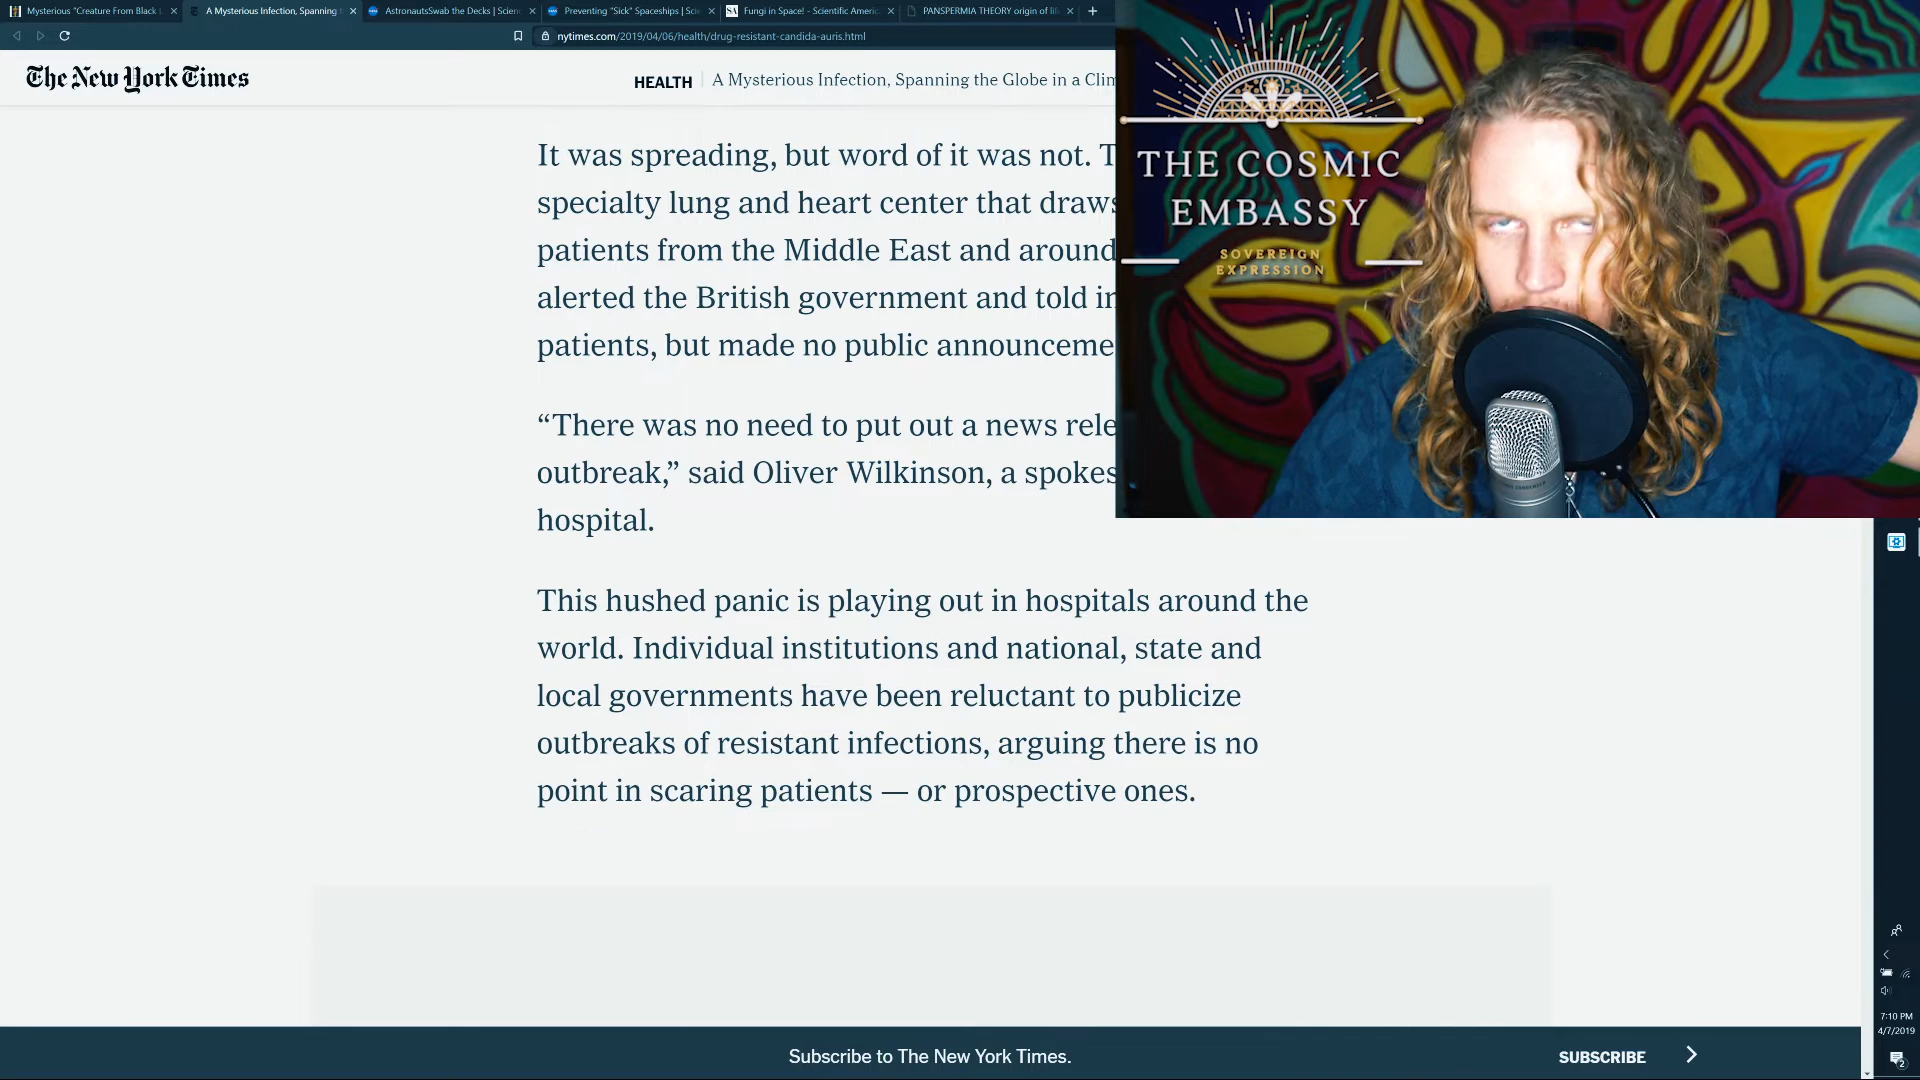 Mysterious "Creature From Black L
A Mysterious Infection, Spanning
AstronautsSwab the Decks | Scien
Preventing "Sick" Spaceships | Sci
Fungi in Space! - Scientific Americ
PANSPERMIA THEORY origin of lif
nytimes.com/2019/04/06/health/drug-resistant-candida-auris.html
The New York Times
HEALTH
A Mysterious Infection, Spanning the Globe in a Clim
It was spreading, but word of it was not. T
specialty lung and heart center that draws
patients from the Middle East and around
alerted the British government and told in
patients, but made no public announceme
“There was no need to put out a news rele
outbreak,” said Oliver Wilkinson, a spokes
hospital.
This hushed panic is playing out in hospitals around the
world. Individual institutions and national, state and
local governments have been reluctant to publicize
outbreaks of resistant infections, arguing there is no
point in scaring patients — or prospective ones.
THE COSMIC
EMBASSY
SOVEREIGN
EXPRESSION
Subscribe to The New York Times.
SUBSCRIBE
7:10 PM
4/7/2019
2